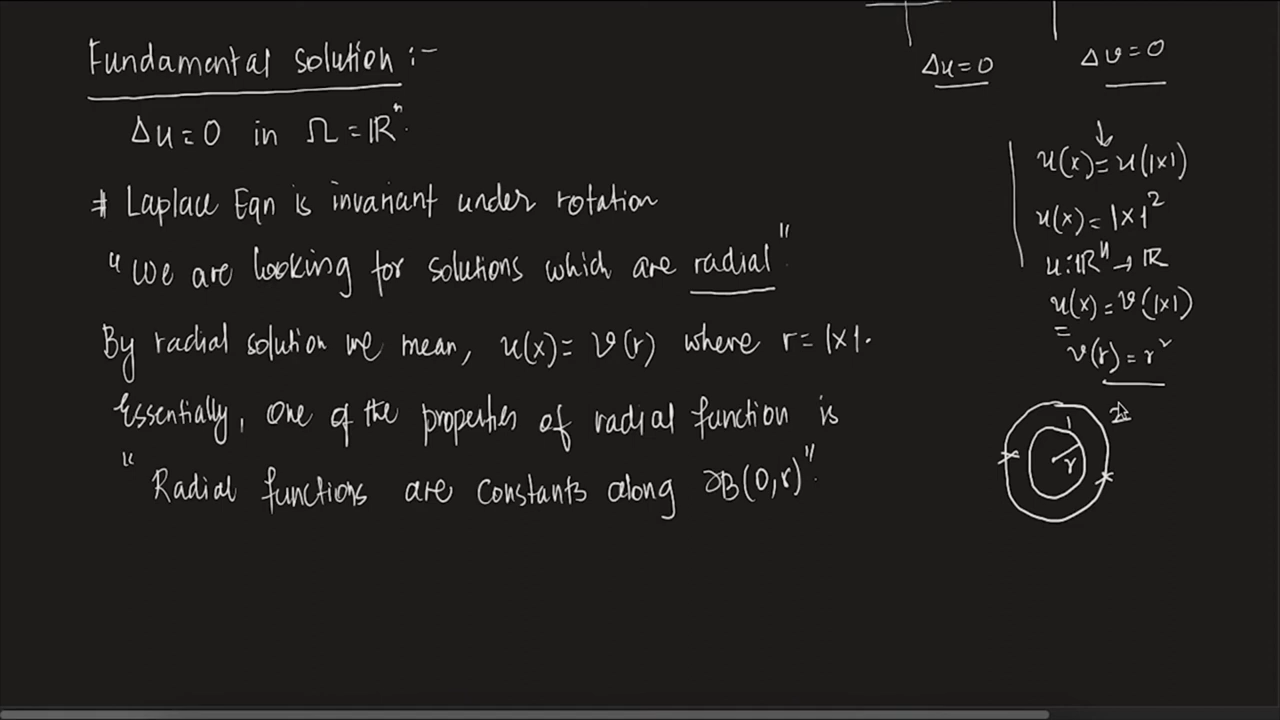 Fundamental solution :-
Δu = 0 in Ω = ℝⁿ.
# Laplace Eqn is invariant under rotation
"We are looking for solutions which are radial".
By radial solution we mean, u(x) = v(r) where r = |x|.
Essentially, one of the properties of radial function is
"Radial functions are constants along ∂B(0,r)".
Δu = 0
Δv = 0
↓
u(x) = u(|x|)
u(x) = |x|²
u: ℝⁿ → ℝ
u(x) = v(|x|)
v(r) = r²
r